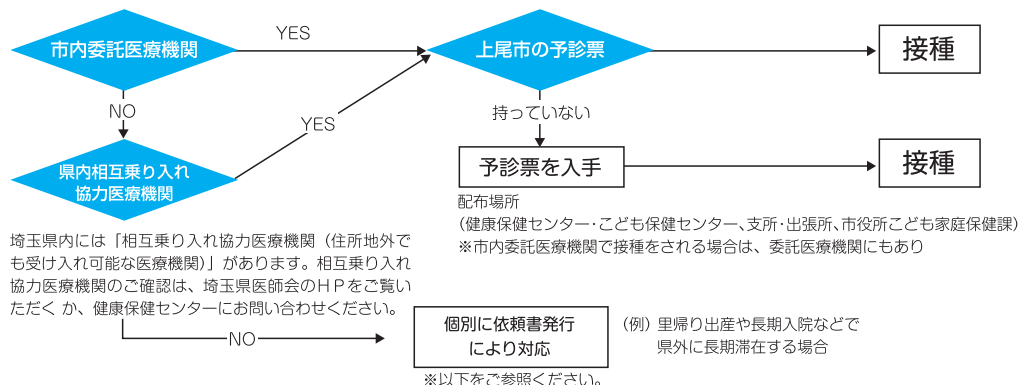 市内委託医療機関
YES
上尾市の予診票
接種
NO
YES
持っていない
県内相互乗り入れ
協力医療機関
予診票を入手
接種
配布場所
（健康保健センター・こども保健センター、支所・出張所、市役所こども家庭保健課）
※市内委託医療機関で接種をされる場合は、委託医療機関にもあり
埼玉県内には「相互乗り入れ協力医療機関（住所地外で
も受け入れ可能な医療機関）」があります。相互乗り入れ
協力医療機関のご確認は、埼玉県医師会のＨＰをご覧い
ただく か、健康保健センターにお問い合わせください。
NO
個別に依頼書発行
により対応
（例）里帰り出産や長期入院などで
県外に長期滞在する場合
※以下をご参照ください。